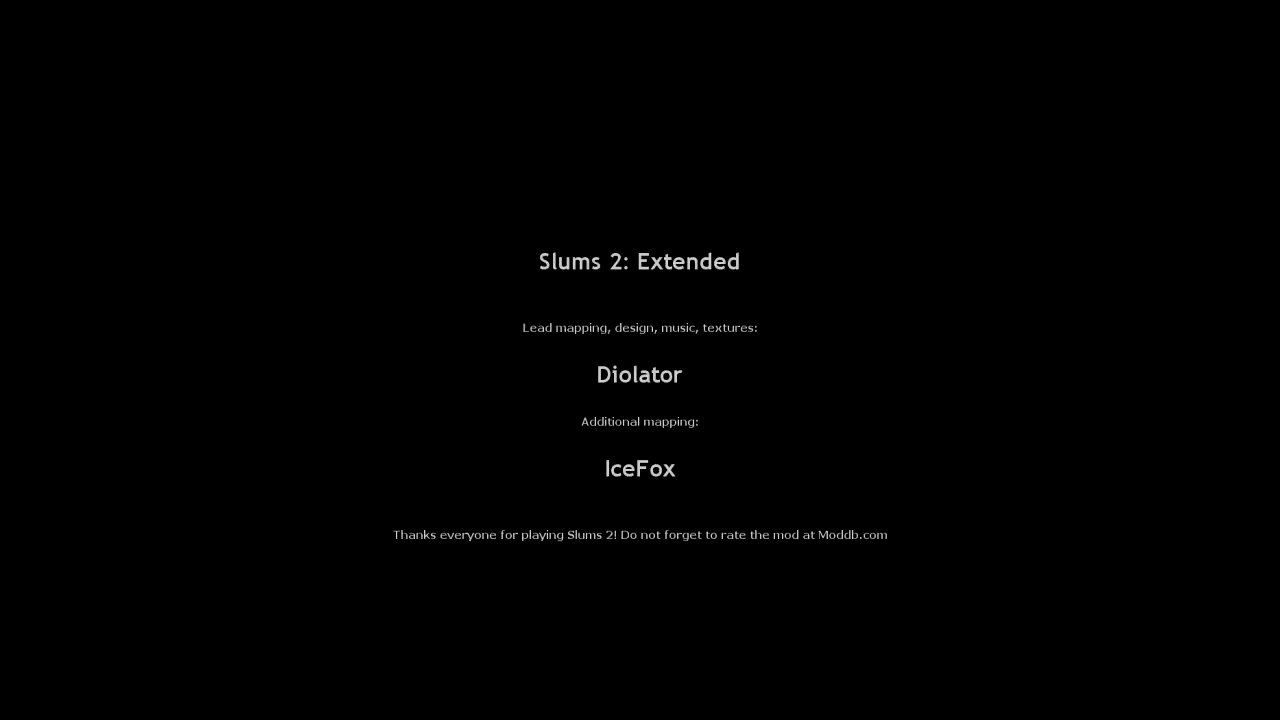 Slums 2: Extended
Lead mapping, design, music, textures:
Diolator
Additional mapping:
IceFox
Thanks everyone for playing Slums 2! Do not forget to rate the mod at Moddb.com